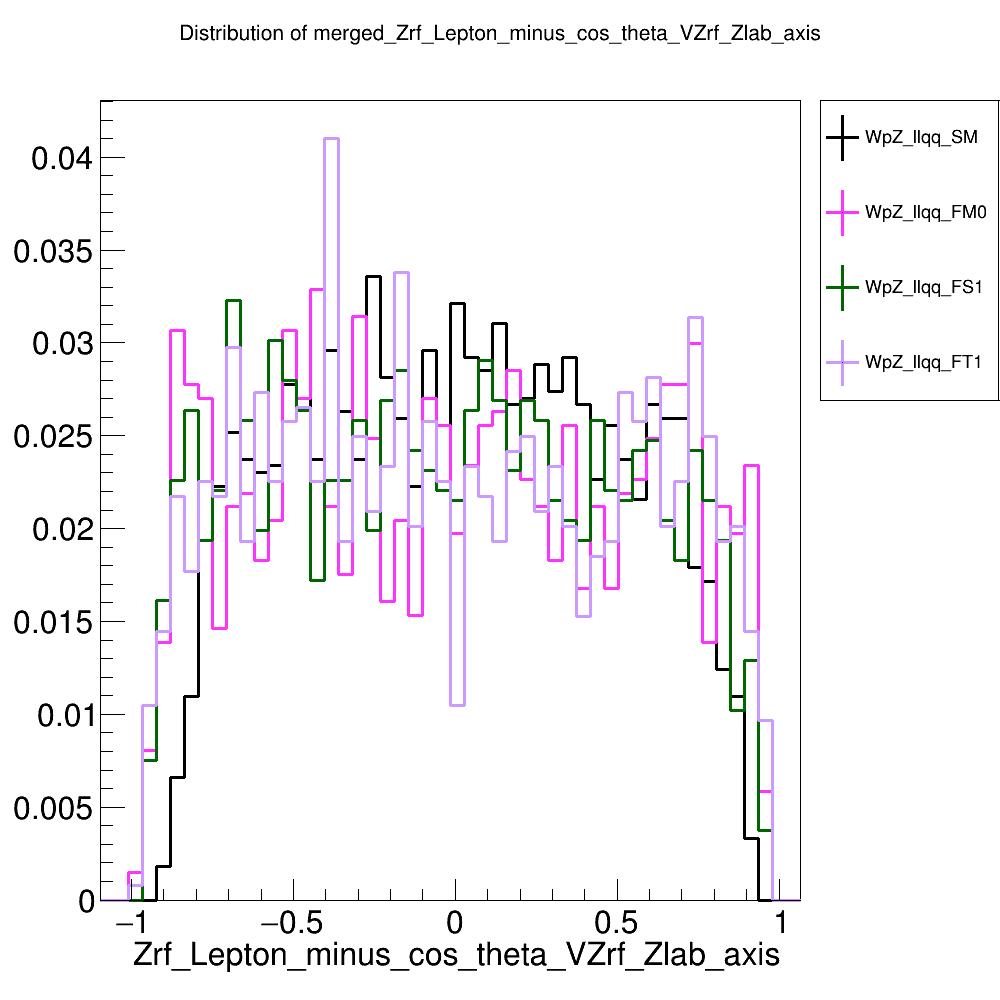 Distribution of merged_Zrf_Lepton_minus_cos_theta_VZrf_Zlab_axis
WpZ_llqq_SM
WpZ_llqq_FM0
WpZ_llqq_FS1
WpZ_llqq_FT1
0.04
0.035
0.03
0.025
0.02
0.015
0.01
0.005
0
−1 −0.5 0 0.5 1
Zrf_Lepton_minus_cos_theta_VZrf_Zlab_axis